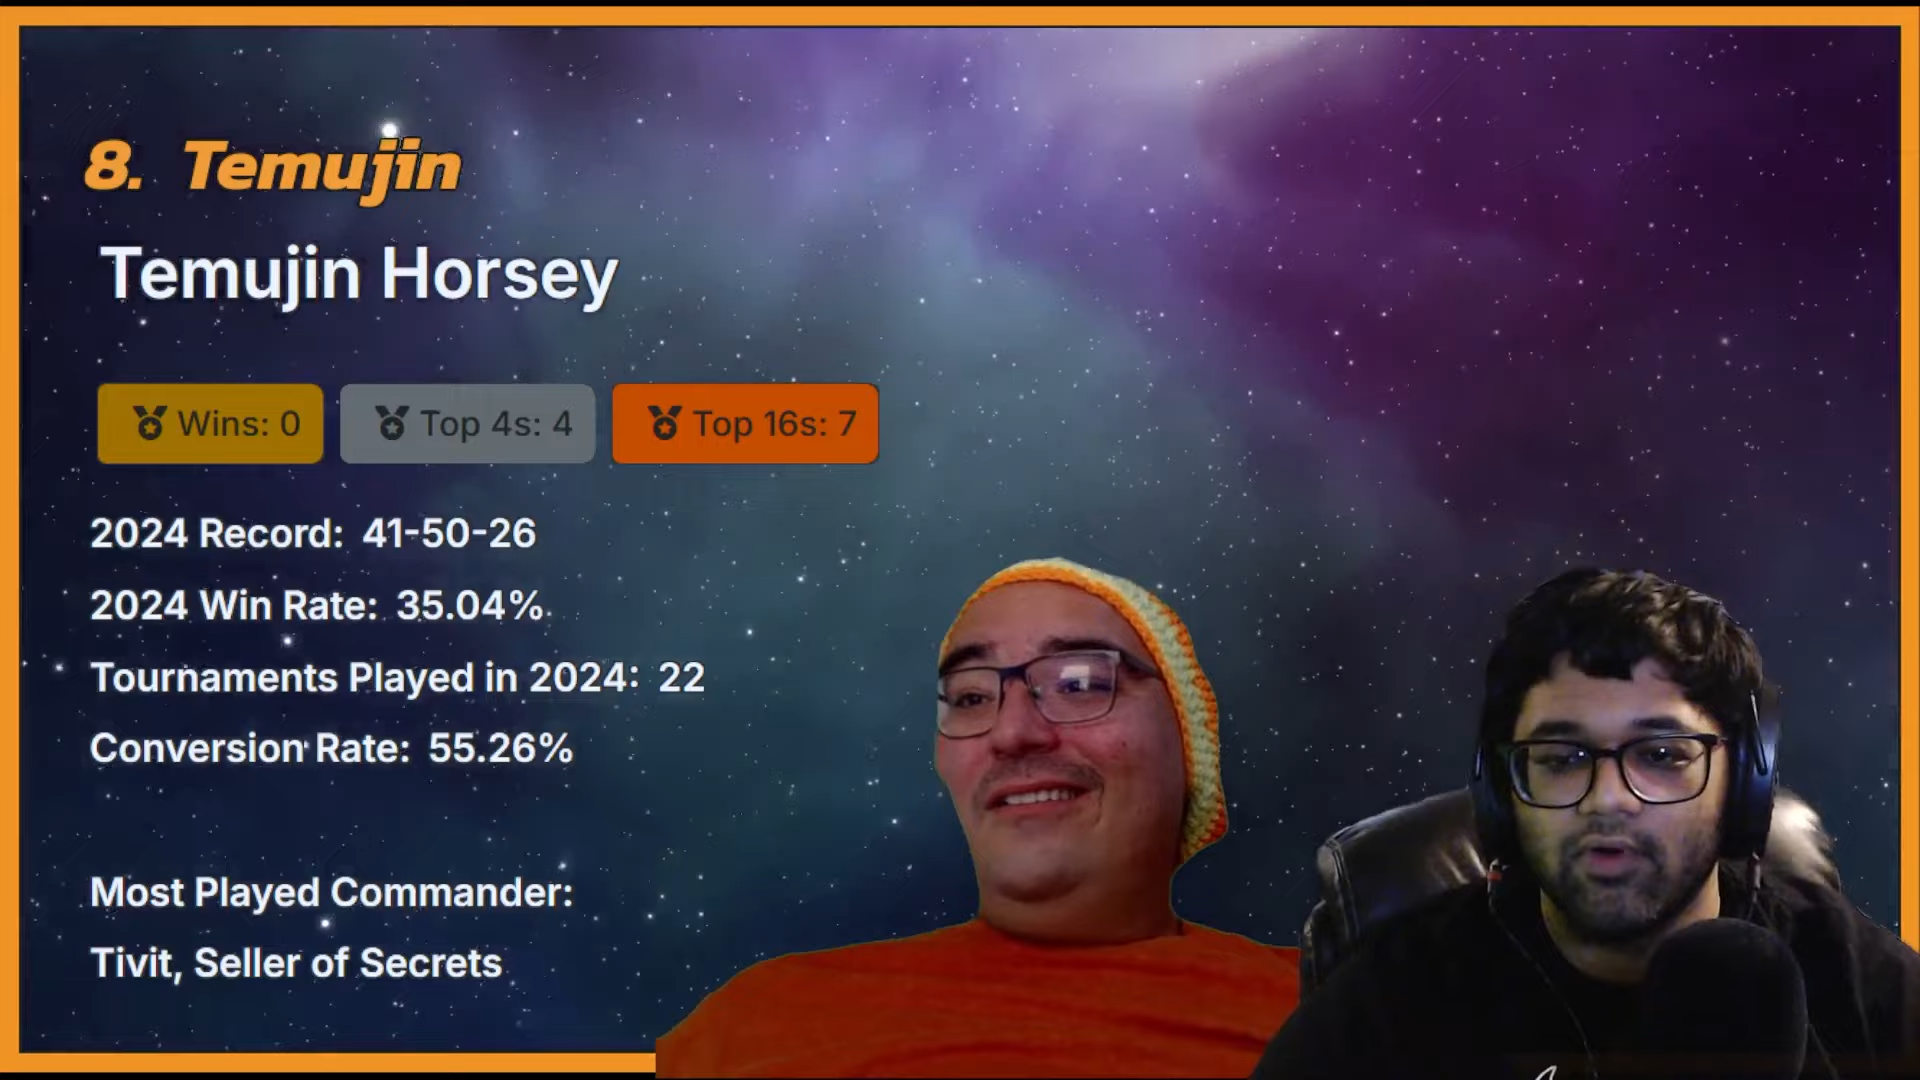 8. Temujin
Temujin Horsey
Wins: 0
Top 4s: 4
Top 16s: 7
2024 Record: 41-50-26
2024 Win Rate: 35.04%
Tournaments Played in 2024: 22
Conversion Rate: 55.26%
Most Played Commander:
Tivit, Seller of Secrets